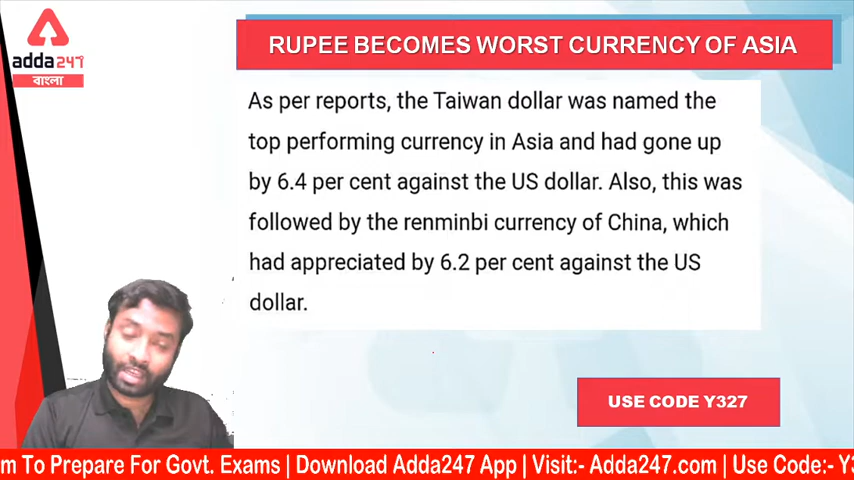 adda247
বাংলা
RUPEE BECOMES WORST CURRENCY OF ASIA
As per reports, the Taiwan dollar was named the
top performing currency in Asia and had gone up
by 6.4 per cent against the US dollar. Also, this was
followed by the renminbi currency of China, which
had appreciated by 6.2 per cent against the US
dollar.
USE CODE Y327
m To Prepare For Govt. Exams | Download Adda247 App | Visit:- Adda247.com | Use Code:- Y3